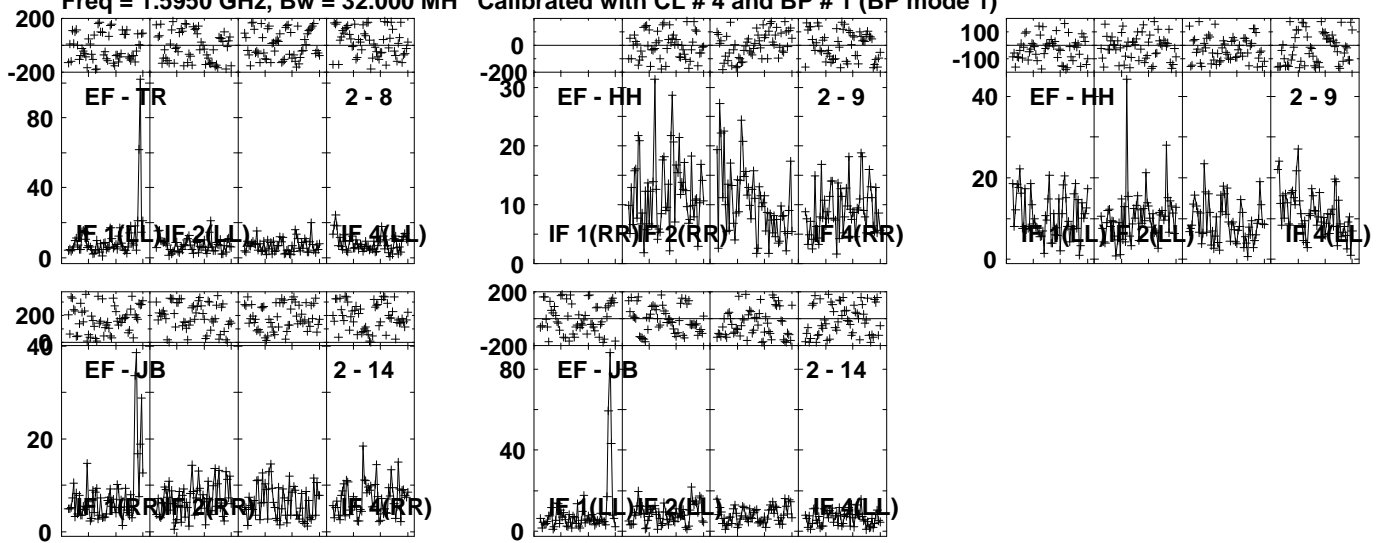 Freq = 1.5950 GHz, Bw = 32.000 MH Calibrated with CL # 4 and BP # 1 (BP mode 1)
200
-200
EF - TR 2 - 8
80
40
0
IF 1(LL) IF 2(LL) IF 4(LL)
0
-200
30
EF - HH 2 - 9
20
10
0
IF 1(RR) IF 2(RR) IF 4(RR)
100
-100
40
EF - HH 2 - 9
20
0
IF 1(LL) IF 2(LL) IF 4(LL)
200
0
40
EF - JB 2 - 14
20
0
IF 1(RR) IF 2(RR) IF 4(RR)
200
-200
80
EF - JB 2 - 14
40
0
IF 1(LL) IF 2(LL) IF 4(LL)